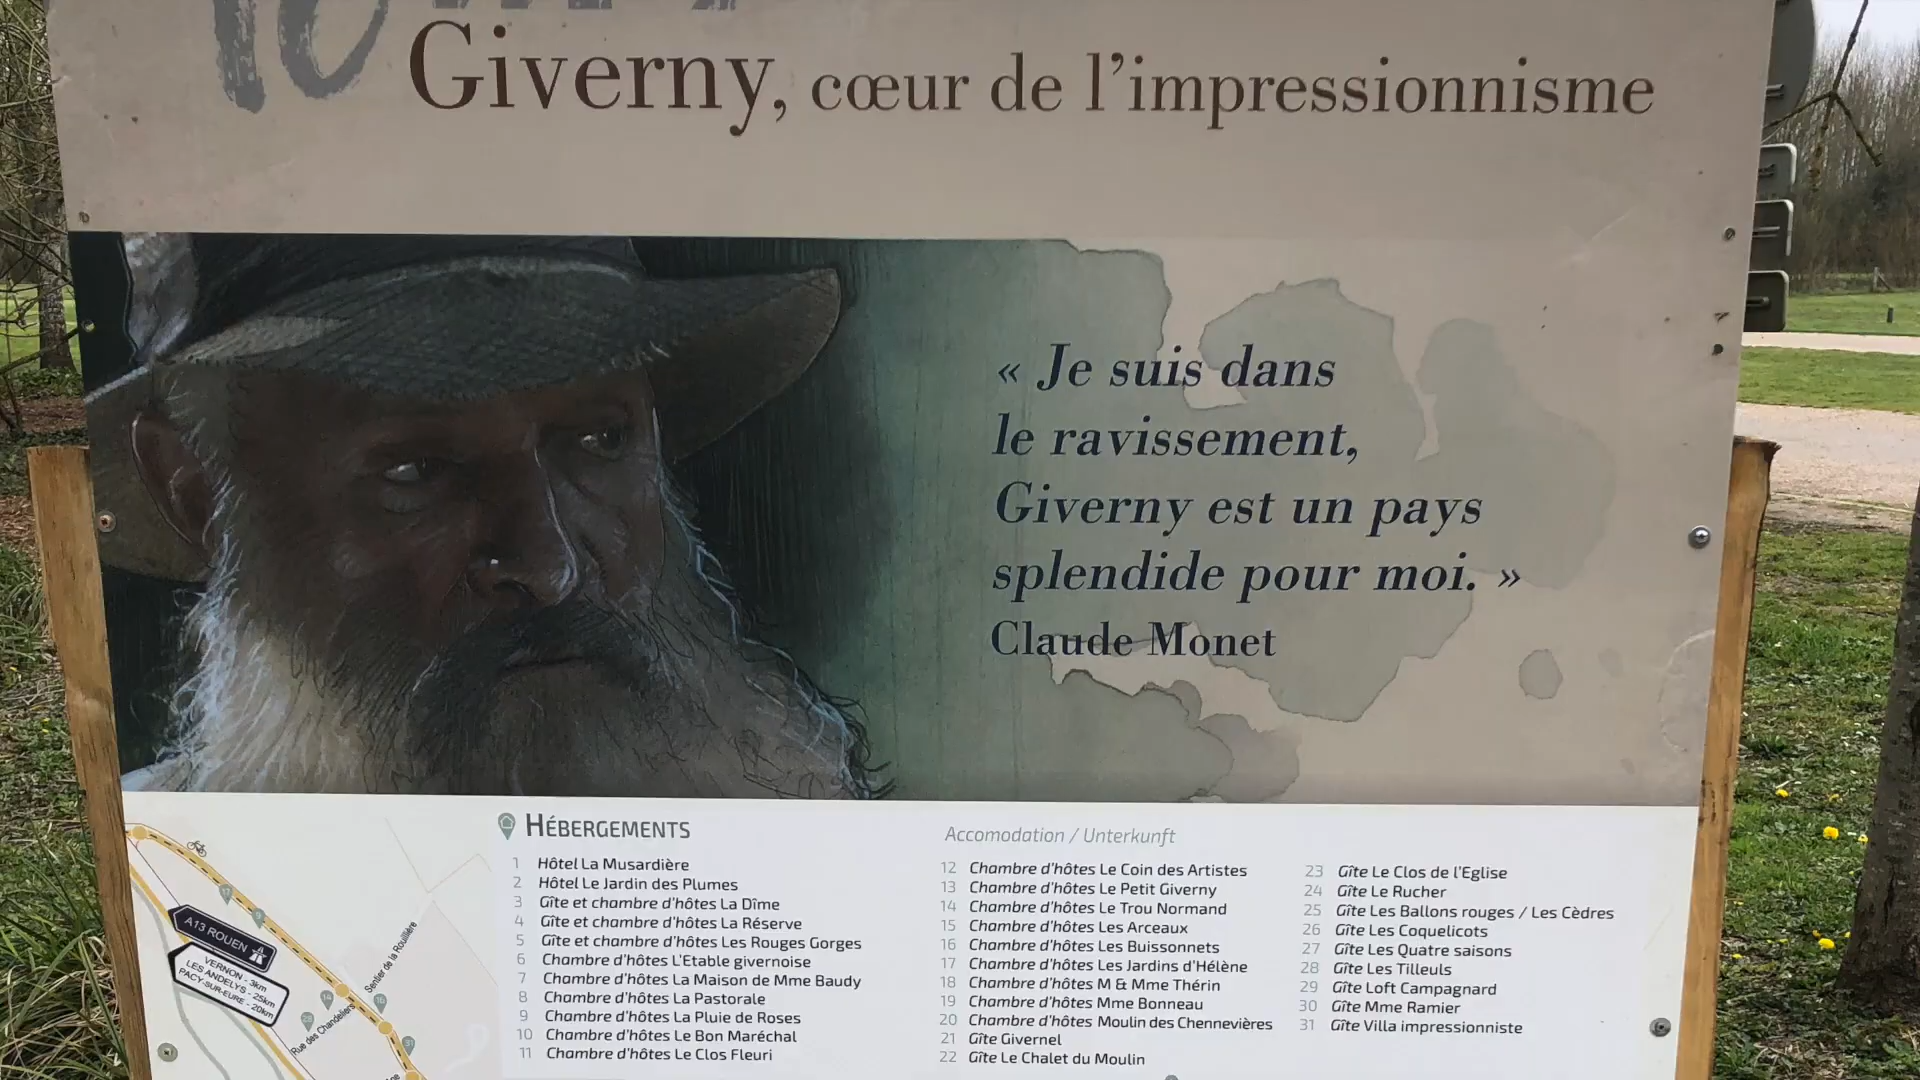 Giverny, cœur de l'impressionnisme
« Je suis dans
le ravissement,
Giverny est un pays
splendide pour moi. »
Claude Monet
HÉBERGEMENTS
Accomodation / Unterkunft
1 Hôtel La Musardière
2 Hôtel Le Jardin des Plumes
3 Gîte et chambre d'hôtes La Dîme
4 Gîte et chambre d'hôtes La Réserve
5 Gîte et chambre d'hôtes Les Rouges Gorges
6 Chambre d'hôtes L'Etable givernoise
7 Chambre d'hôtes La Maison de Mme Baudy
8 Chambre d'hôtes La Pastorale
9 Chambre d'hôtes La Pluie de Roses
10 Chambre d'hôtes Le Bon Maréchal
11 Chambre d'hôtes Le Clos Fleuri
12 Chambre d'hôtes Le Coin des Artistes
13 Chambre d'hôtes Le Petit Giverny
14 Chambre d'hôtes Le Trou Normand
15 Chambre d'hôtes Les Arceaux
16 Chambre d'hôtes Les Buissonnets
17 Chambre d'hôtes Les Jardins d'Hélène
18 Chambre d'hôtes M & Mme Thérin
19 Chambre d'hôtes Mme Bonneau
20 Chambre d'hôtes Moulin des Chennevières
21 Gîte Givernel
22 Gîte Le Chalet du Moulin
23 Gîte Le Clos de l'Eglise
24 Gîte Le Rucher
25 Gîte Les Ballons rouges / Les Cèdres
26 Gîte Les Coquelicots
27 Gîte Les Quatre saisons
28 Gîte Les Tilleuls
29 Gîte Loft Campagnard
30 Gîte Mme Ramier
31 Gîte Villa impressionniste
A13 ROUEN
VERNON - 3km
LES ANDELYS - 25km
PACY-SUR-EURE - 20km
Sentier de la Rouillière
Rue des Chandeliers